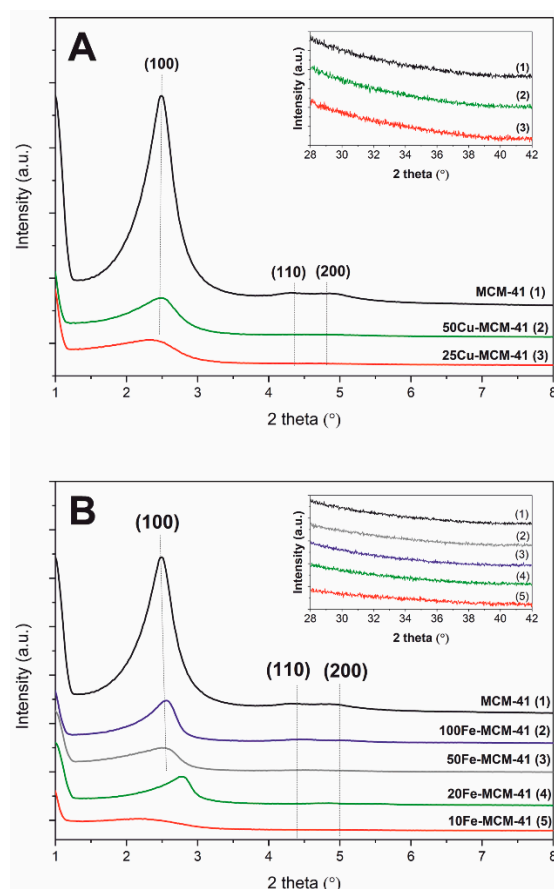 A
(100)
(110)
(200)
MCM-41 (1)
50Cu-MCM-41 (2)
25Cu-MCM-41 (3)
Intensity (a.u.)
1 2 3 4 5 6 7 8
2 theta (°)
Intensity (a.u.)
(1)
(2)
(3)
28 30 32 34 36 38 40 42
2 theta (°)
B
(100)
(110)
(200)
MCM-41 (1)
100Fe-MCM-41 (2)
50Fe-MCM-41 (3)
20Fe-MCM-41 (4)
10Fe-MCM-41 (5)
Intensity (a.u.)
1 2 3 4 5 6 7 8
2 theta (°)
Intensity (a.u.)
(1)
(2)
(3)
(4)
(5)
28 30 32 34 36 38 40 42
2 theta (°)